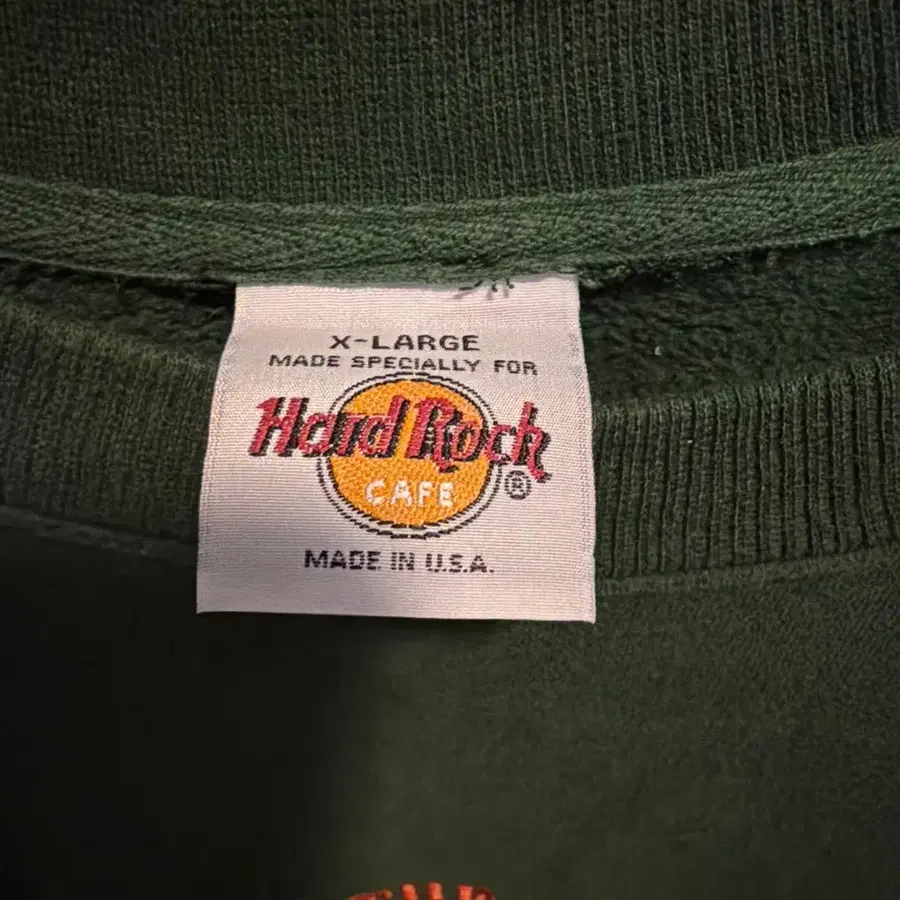 X-LARGE
MADE SPECIALLY FOR
Hard Rock
CAFE ®
MADE IN U.S.A.